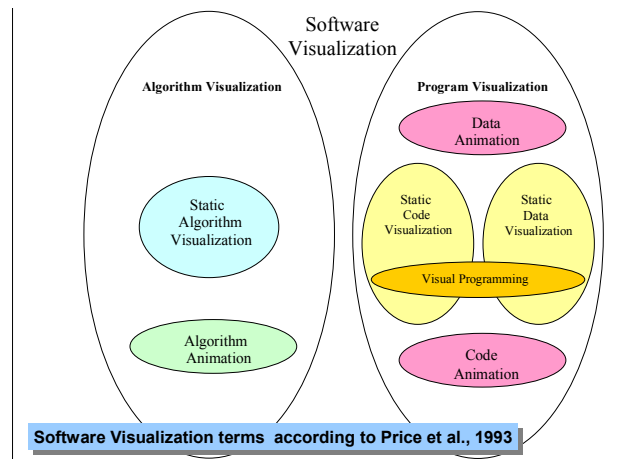 Software
Visualization
Algorithm Visualization
Static
Algorithm
Visualization
Algorithm
Animation
Program Visualization
Data
Animation
Static
Code
Visualization
Static
Data
Visualization
Visual Programming
Code
Animation
Software Visualization terms according to Price et al., 1993